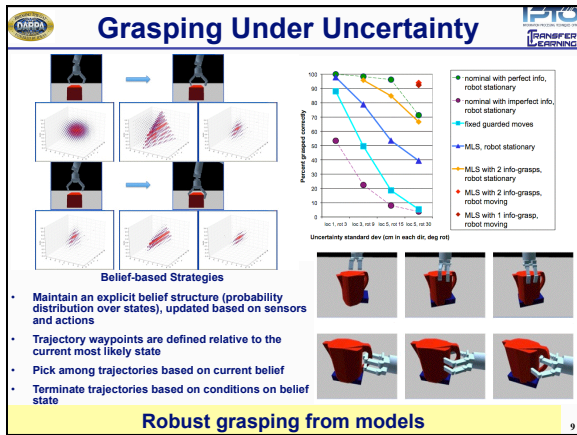 DARPA
Grasping Under Uncertainty
IPTO
TRANSFER
LEARNING
Percent grasped correctly
100
90
80
70
60
50
40
30
20
10
0
loc 1, rot 3
loc 3, rot 9
loc 5, rot 15
loc 5, rot 30
Uncertainty standard dev (cm in each dir, deg rot)
nominal with perfect info,
robot stationary
nominal with imperfect info,
robot stationary
fixed guarded moves
MLS, robot stationary
MLS with 2 info-grasps,
robot stationary
MLS with 2 info-grasps,
robot moving
MLS with 1 info-grasp,
robot moving
Belief-based Strategies
• Maintain an explicit belief structure (probability
distribution over states), updated based on sensors
and actions
• Trajectory waypoints are defined relative to the
current most likely state
• Pick among trajectories based on current belief
• Terminate trajectories based on conditions on belief
state
Robust grasping from models
9